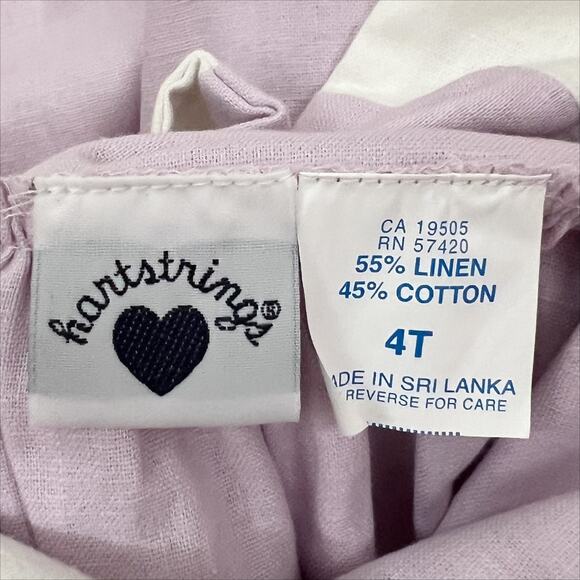 hartstrings®
CA 19505
RN 57420
55% LINEN
45% COTTON
4T
ADE IN SRI LANKA
REVERSE FOR CARE